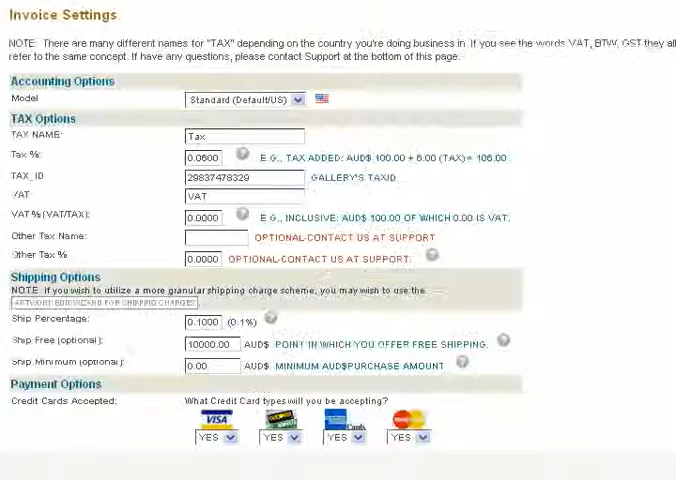 Invoice Settings
NOTE: There are many different names for "TAX" depending on the country you're doing business in. If you see the words VAT, BTW, GST they all
refer to the same concept. If have any questions, please contact Support at the bottom of this page.
Accounting Options
Model Standard (Default/US)
TAX Options
TAX NAME: Tax
Tax %: 0.0600 E.G., TAX ADDED: AUD$ 100.00 + 6.00 (TAX) = 106.00
TAX_ID 29837478329 GALLERY'S TAXID
VAT VAT
VAT % (VAT/TAX): 0.0000 E.G., INCLUSIVE: AUD$ 100.00 OF WHICH 0.00 IS VAT.
Other Tax Name: OPTIONAL-CONTACT US AT SUPPORT
Other Tax % 0.0000 OPTIONAL-CONTACT US AT SUPPORT.
Shipping Options
NOTE If you wish to utilize a more granular shipping charge scheme, you may wish to use the
ARTWORK EDIT WIZARD FOR SHIPPING CHARGES.
Ship Percentage: 0.1000 (0.1%)
Ship Free (optional): 10000.00 AUD$ POINT IN WHICH YOU OFFER FREE SHIPPING.
Ship Minimum (optional): 0.00 AUD$ MINIMUM AUD$PURCHASE AMOUNT
Payment Options
Credit Cards Accepted: What Credit Card types will you be accepting?
VISA Cards
YES YES YES YES